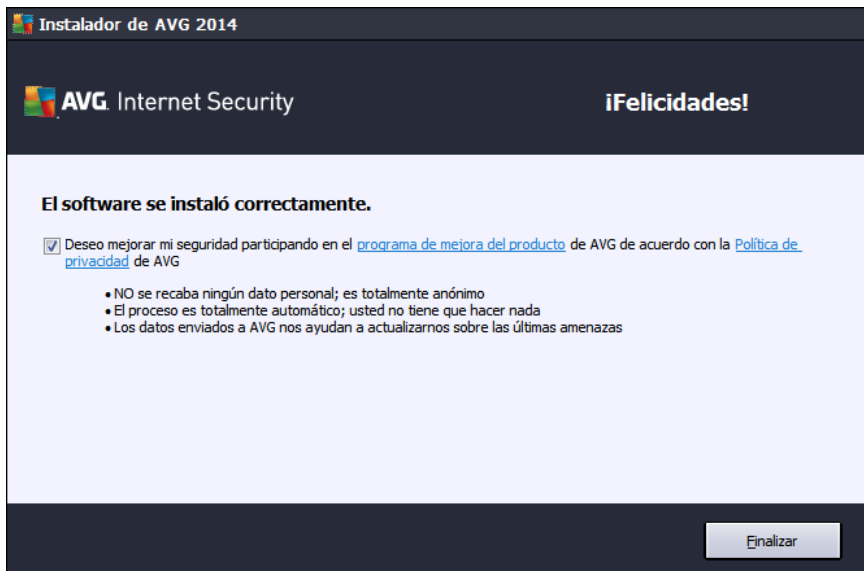 Instalador de AVG 2014
AVG. Internet Security
¡Felicidades!
El software se instaló correctamente.
Deseo mejorar mi seguridad participando en el programa de mejora del producto de AVG de acuerdo con la Política de
privacidad de AVG
• NO se recaba ningún dato personal; es totalmente anónimo
• El proceso es totalmente automático; usted no tiene que hacer nada
• Los datos enviados a AVG nos ayudan a actualizarnos sobre las últimas amenazas
Finalizar